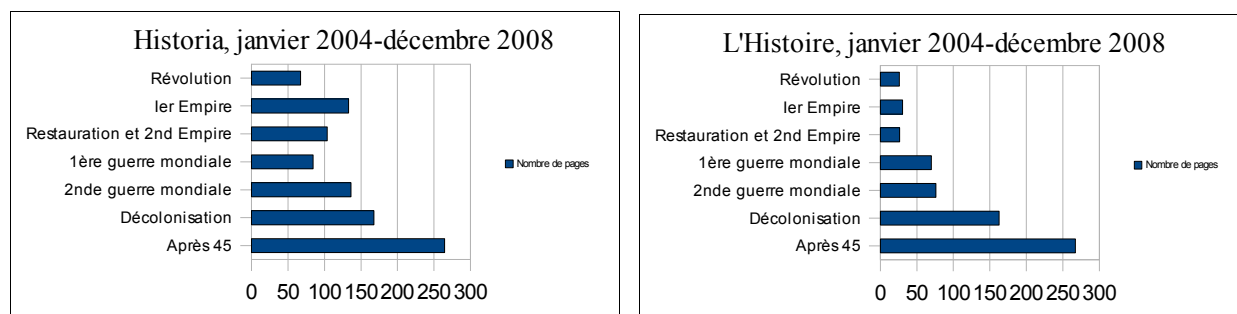 Historia, janvier 2004-décembre 2008
Révolution
Ier Empire
Restauration et 2nd Empire
1ère guerre mondiale
2nde guerre mondiale
Décolonisation
Après 45
0 50 100 150 200 250 300
Nombre de pages
L'Histoire, janvier 2004-décembre 2008
Révolution
Ier Empire
Restauration et 2nd Empire
1ère guerre mondiale
2nde guerre mondiale
Décolonisation
Après 45
0 50 100 150 200 250 300
Nombre de pages